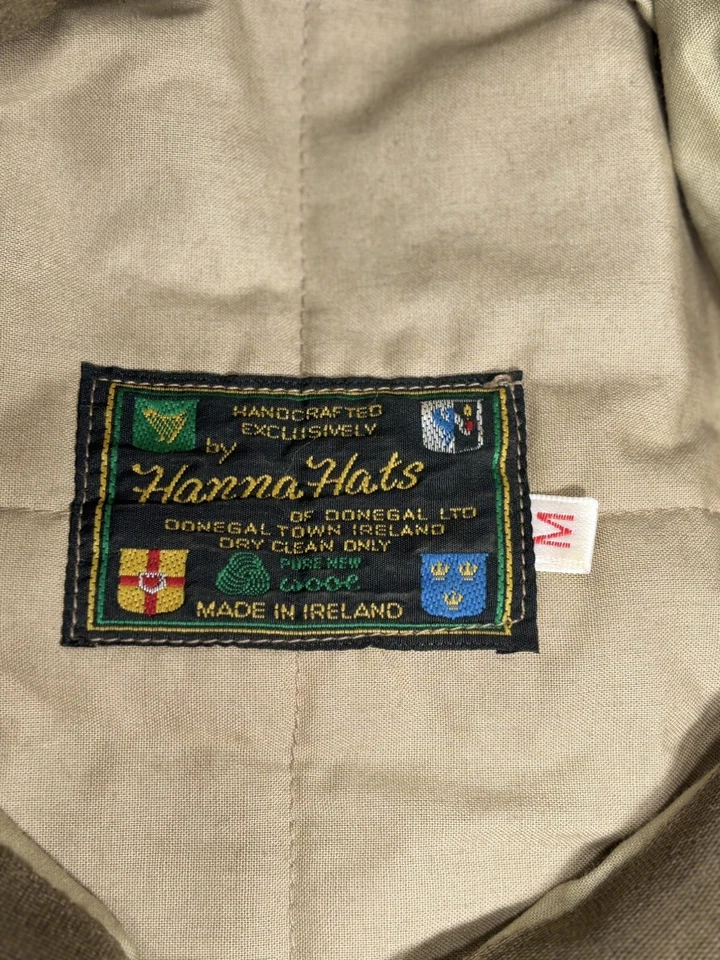 HANDCRAFTED
EXCLUSIVELY
by
Hanna Hats
OF DONEGAL LTD
DONEGAL TOWN IRELAND
DRY CLEAN ONLY
PURE NEW
wool
MADE IN IRELAND
M